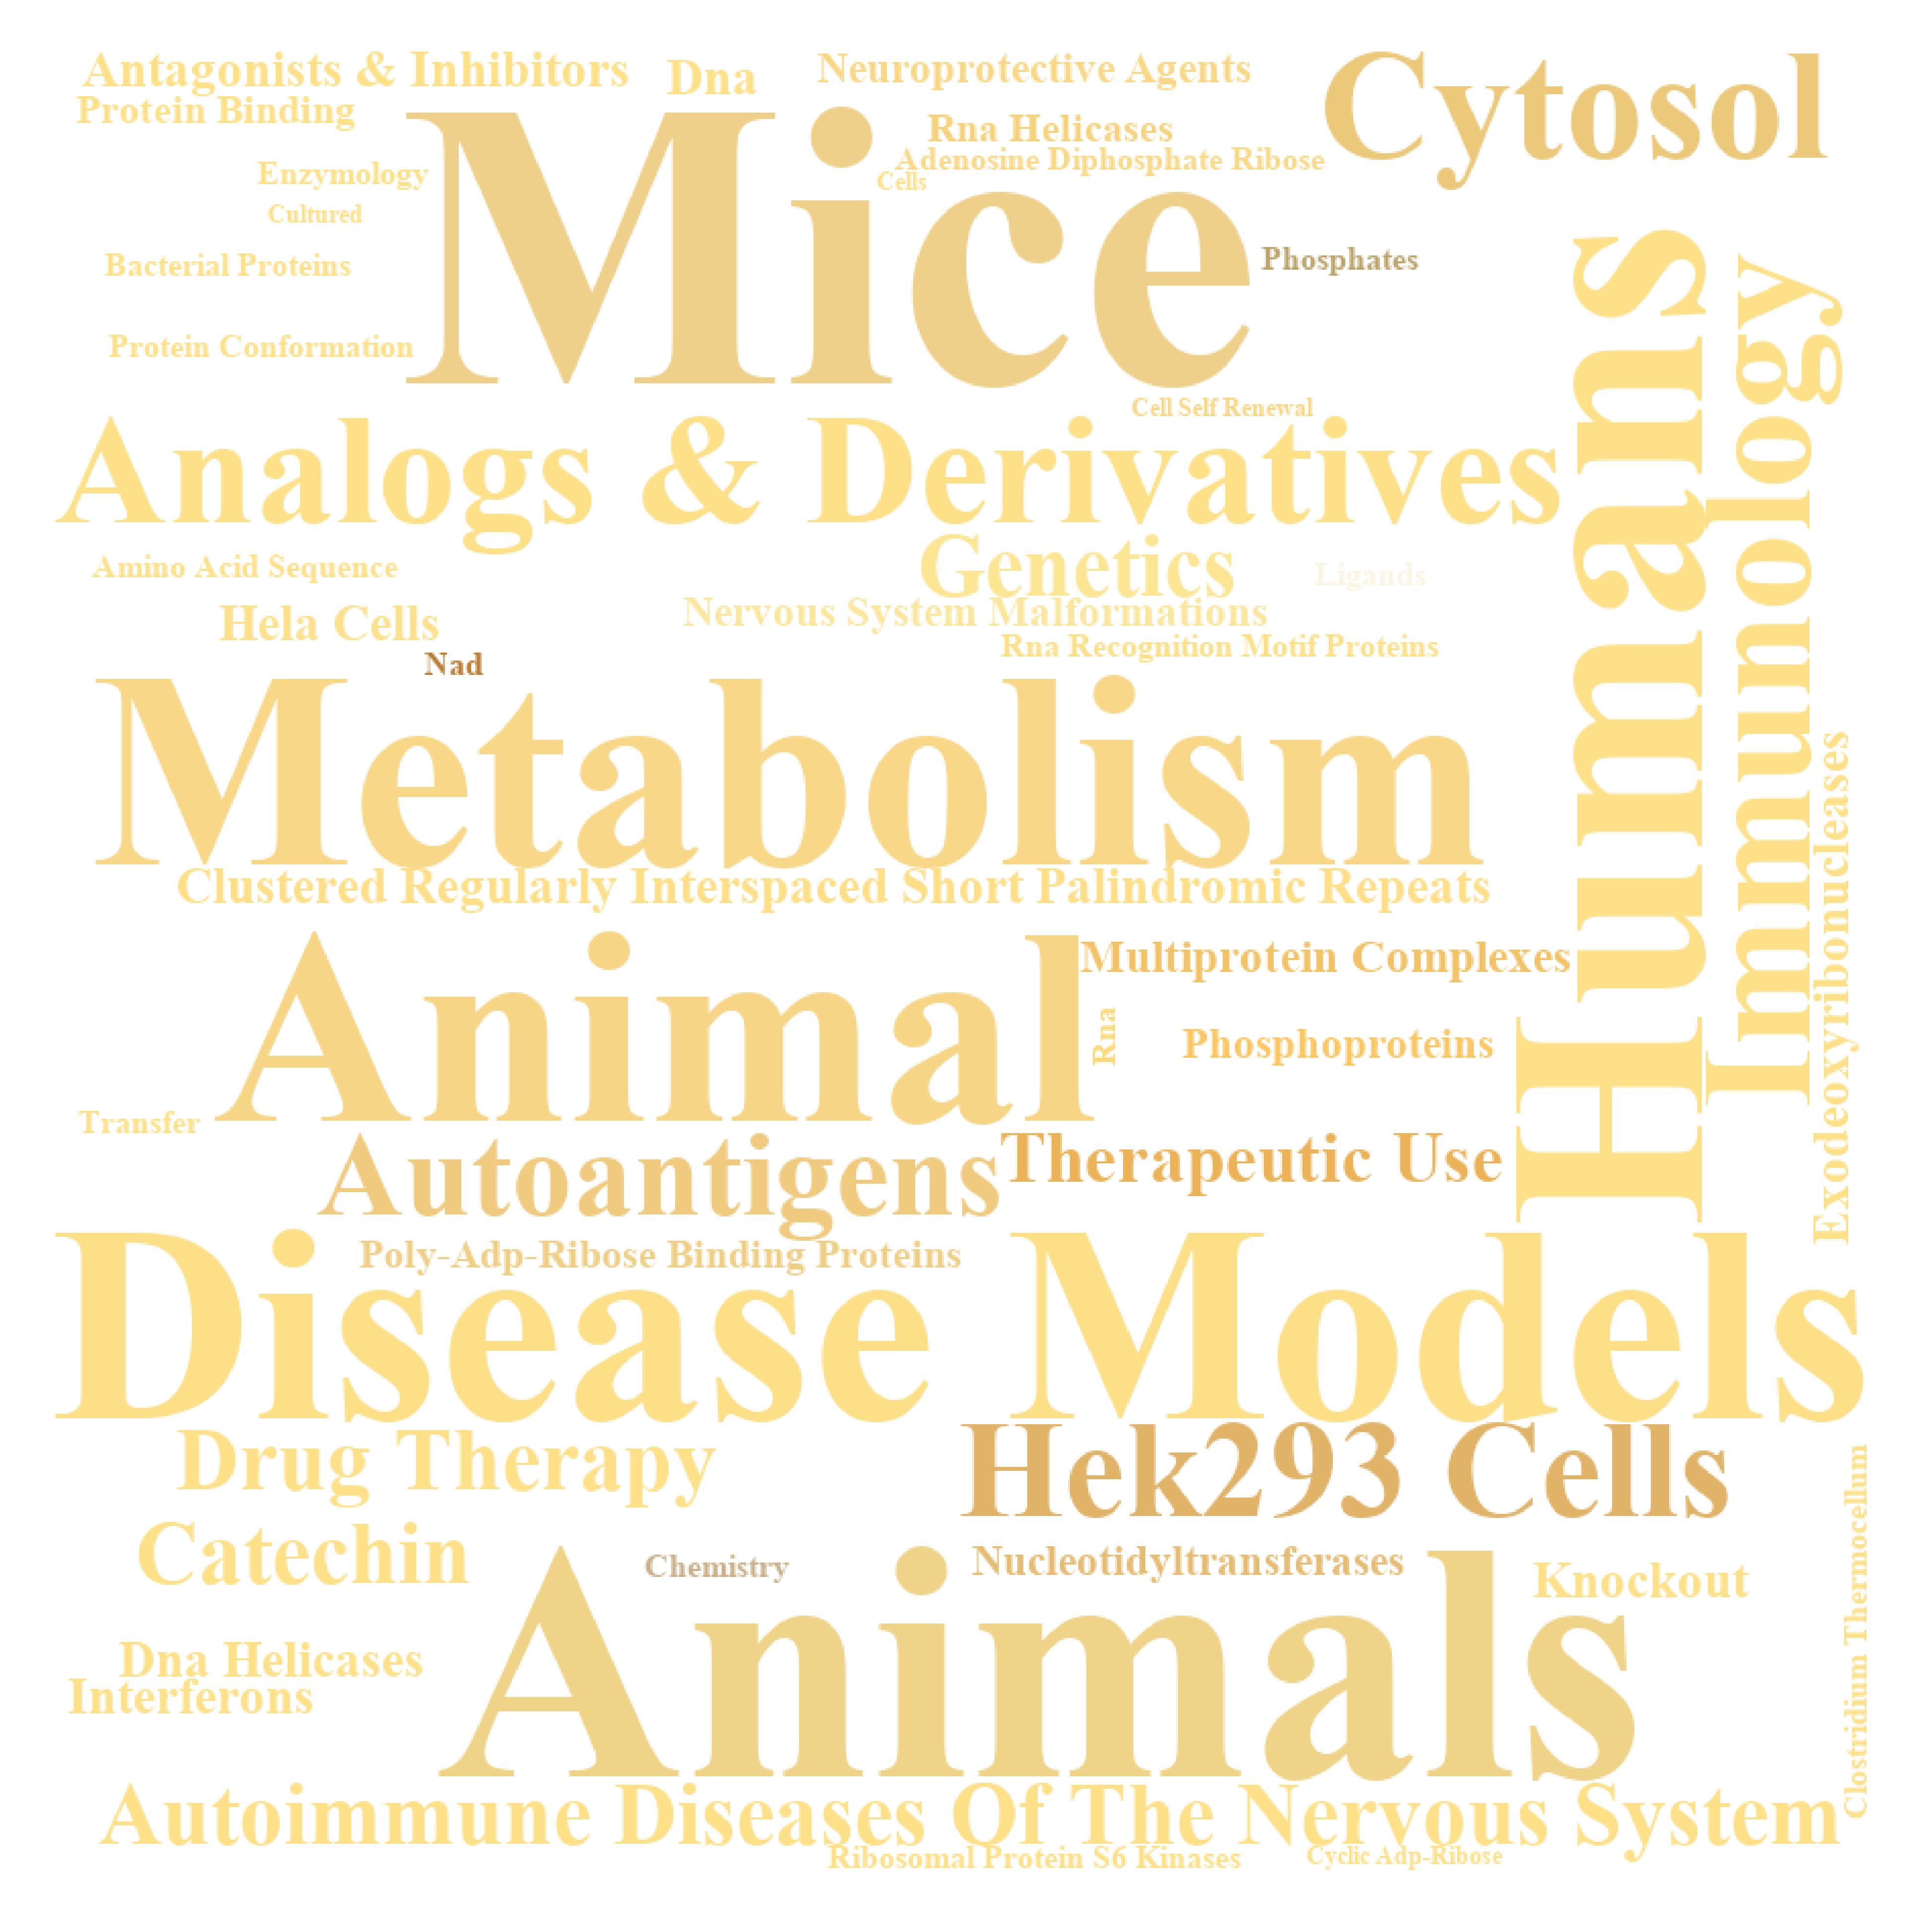 Antagonists & Inhibitors
Dna
Neuroprotective Agents
Cytosol
Protein Binding
Mice
Rna Helicases
Adenosine Diphosphate Ribose
Enzymology
Cells
Cultured
Bacterial Proteins
Phosphates
Humans
Immunology
Protein Conformation
Cell Self Renewal
Analogs & Derivatives
Amino Acid Sequence
Genetics
Ligands
Hela Cells
Nervous System Malformations
Rna Recognition Motif Proteins
Nad
Metabolism
Exodeoxyribonucleases
Clustered Regularly Interspaced Short Palindromic Repeats
Animal
Multiprotein Complexes
Rna
Phosphoproteins
Transfer
Autoantigens
Therapeutic Use
Poly-Adp-Ribose Binding Proteins
Disease Models
Drug Therapy
Hek293 Cells
Clostridium Thermocellum
Catechin
Chemistry
Nucleotidyltransferases
Knockout
Animals
Dna Helicases
Interferons
Autoimmune Diseases Of The Nervous System
Ribosomal Protein S6 Kinases
Cyclic Adp-Ribose